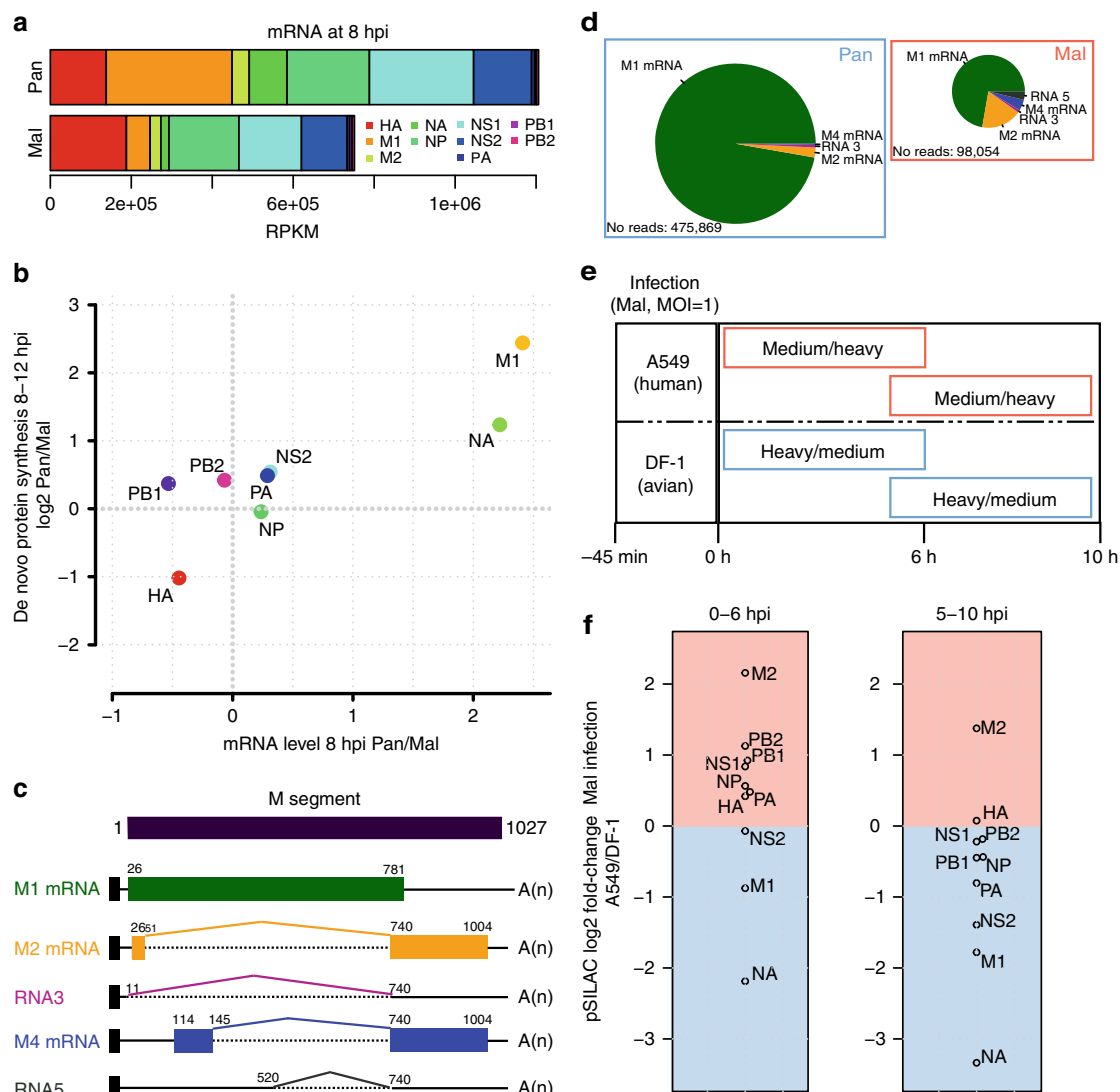 a
mRNA at 8 hpi
Pan
Mal
HA
M1
M2
NA
NP
NS1
NS2
PA
PB1
PB2
0
2e+05
6e+05
1e+06
RPKM
b
De novo protein synthesis 8–12 hpi
log2 Pan/Mal
3
2
1
0
−1
−2
M1
NA
NS2
PB2
PB1
PA
NP
HA
−1
0
1
2
mRNA level 8 hpi Pan/Mal
c
M segment
1
1027
M1 mRNA
26
781
A(n)
M2 mRNA
26
51
740
1004
A(n)
RNA3
11
740
A(n)
M4 mRNA
114
145
740
1004
A(n)
RNA5
520
740
A(n)
d
Pan
M1 mRNA
M4 mRNA
RNA 3
M2 mRNA
No reads: 475,869
Mal
M1 mRNA
RNA 5
M4 mRNA
RNA 3
M2 mRNA
No reads: 98,054
e
Infection
(Mal, MOI=1)
A549
(human)
Medium/heavy
Medium/heavy
DF-1
(avian)
Heavy/medium
Heavy/medium
−45 min
0 h
6 h
10 h
f
pSILAC log2 fold-change Mal infection
A549/DF-1
0–6 hpi
2
1
0
−1
−2
−3
M2
PB2
PB1
NS1
NP
PA
HA
NS2
M1
NA
5–10 hpi
2
1
0
−1
−2
−3
M2
HA
NS1
PB2
PB1
NP
PA
NS2
M1
NA